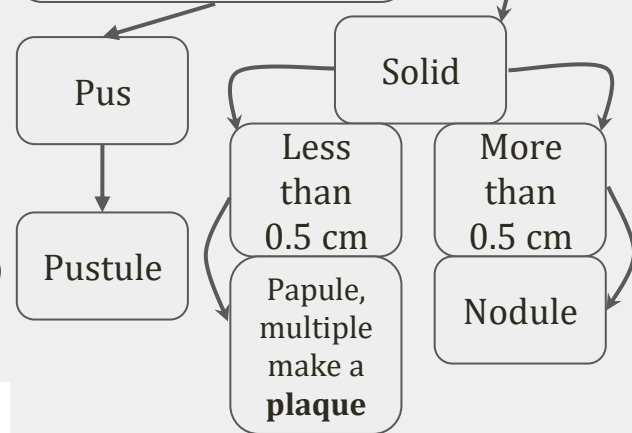 Pus
Pustule
Solid
Less
than
0.5 cm
Papule,
multiple
make a
plaque
More
than
0.5 cm
Nodule